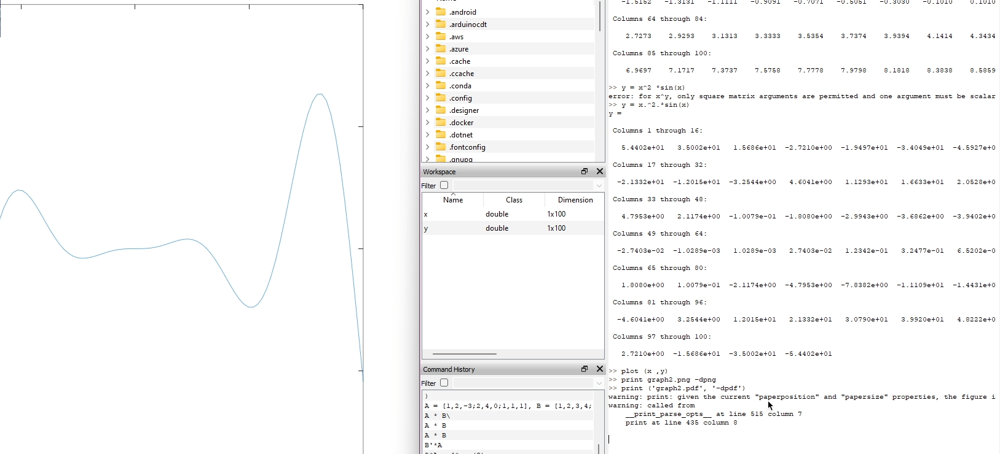 Name
.android
.arduinocdt
.aws
.azure
.cache
.ccache
.conda
.config
.designer
.docker
.dotnet
.fontconfig
.gnupg
Workspace
Filter
Name Class Dimension
x double 1x100
y double 1x100
Command History
Filter
)
A = [1,2,-3;2,4,0;1,1,1], B = [1,2,3,4;
A * B\
A * B
A * B
B'*A
-1.5152 -1.3131 -1.1111 -0.9091 -0.7071 -0.5051 -0.3030 -0.1010 0.1010
Columns 64 through 84:
2.7273 2.9293 3.1313 3.3333 3.5354 3.7374 3.9394 4.1414 4.3434
Columns 85 through 100:
6.9697 7.1717 7.3737 7.5758 7.7778 7.9798 8.1818 8.3838 8.5859
>> y = x^2 *sin(x)
error: for x^y, only square matrix arguments are permitted and one argument must be scalar
>> y = x.^2.*sin(x)
y =
Columns 1 through 16:
5.4402e+01 3.5002e+01 1.5686e+01 -2.7210e+00 -1.9497e+01 -3.4049e+01 -4.5927e+0
Columns 17 through 32:
-2.1332e+01 -1.2015e+01 -3.2544e+00 4.6041e+00 1.1293e+01 1.6633e+01 2.0528e+0
Columns 33 through 48:
4.7953e+00 2.1174e+00 -1.0079e-01 -1.8080e+00 -2.9943e+00 -3.6862e+00 -3.9402e+0
Columns 49 through 64:
-2.7403e-02 -1.0289e-03 1.0289e-03 2.7403e-02 1.2342e-01 3.2477e-01 6.5202e-0
Columns 65 through 80:
1.8080e+00 1.0079e-01 -2.1174e+00 -4.7953e+00 -7.8382e+00 -1.1109e+01 -1.4431e+0
Columns 81 through 96:
-4.6041e+00 3.2544e+00 1.2015e+01 2.1332e+01 3.0790e+01 3.9920e+01 4.8222e+0
Columns 97 through 100:
2.7210e+00 -1.5686e+01 -3.5002e+01 -5.4402e+01
>> plot (x ,y)
>> print graph2.png -dpng
>> print ('graph2.pdf', '-dpdf')
warning: print: given the current "paperposition" and "papersize" properties, the figure i
warning: called from
__print_parse_opts__ at line 515 column 7
print at line 435 column 8